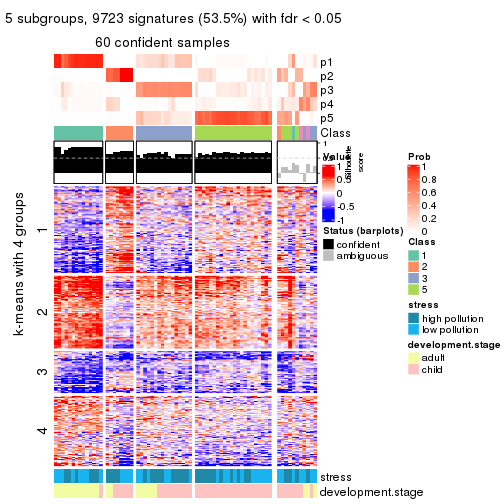 5 subgroups, 9723 signatures (53.5%) with fdr < 0.05
60 confident samples
p1
p2
p3
p4
p5
Class
1
0.5
0
Silhouette
score
Value
1
0.5
0
-0.5
-1
Status (barplots)
confident
ambiguous
Prob
1
0.8
0.6
0.4
0.2
0
Class
1
2
3
5
stress
high pollution
low pollution
development.stage
adult
child
k-means with 4 groups
1
2
3
4
stress
development.stage